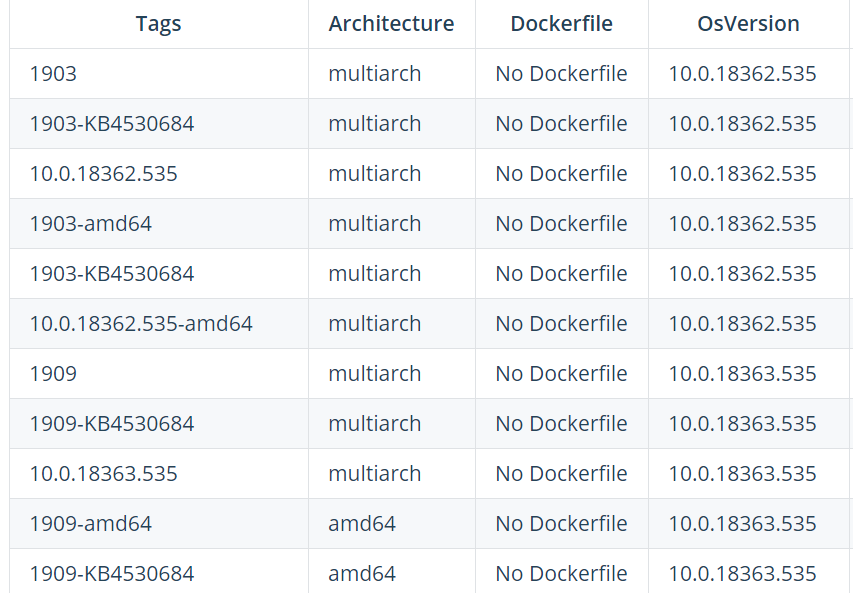 Tags Architecture Dockerfile OsVersion
1903 multiarch No Dockerfile 10.0.18362.535
1903-KB4530684 multiarch No Dockerfile 10.0.18362.535
10.0.18362.535 multiarch No Dockerfile 10.0.18362.535
1903-amd64 multiarch No Dockerfile 10.0.18362.535
1903-KB4530684 multiarch No Dockerfile 10.0.18362.535
10.0.18362.535-amd64 multiarch No Dockerfile 10.0.18362.535
1909 multiarch No Dockerfile 10.0.18363.535
1909-KB4530684 multiarch No Dockerfile 10.0.18363.535
10.0.18363.535 multiarch No Dockerfile 10.0.18363.535
1909-amd64 amd64 No Dockerfile 10.0.18363.535
1909-KB4530684 amd64 No Dockerfile 10.0.18363.535